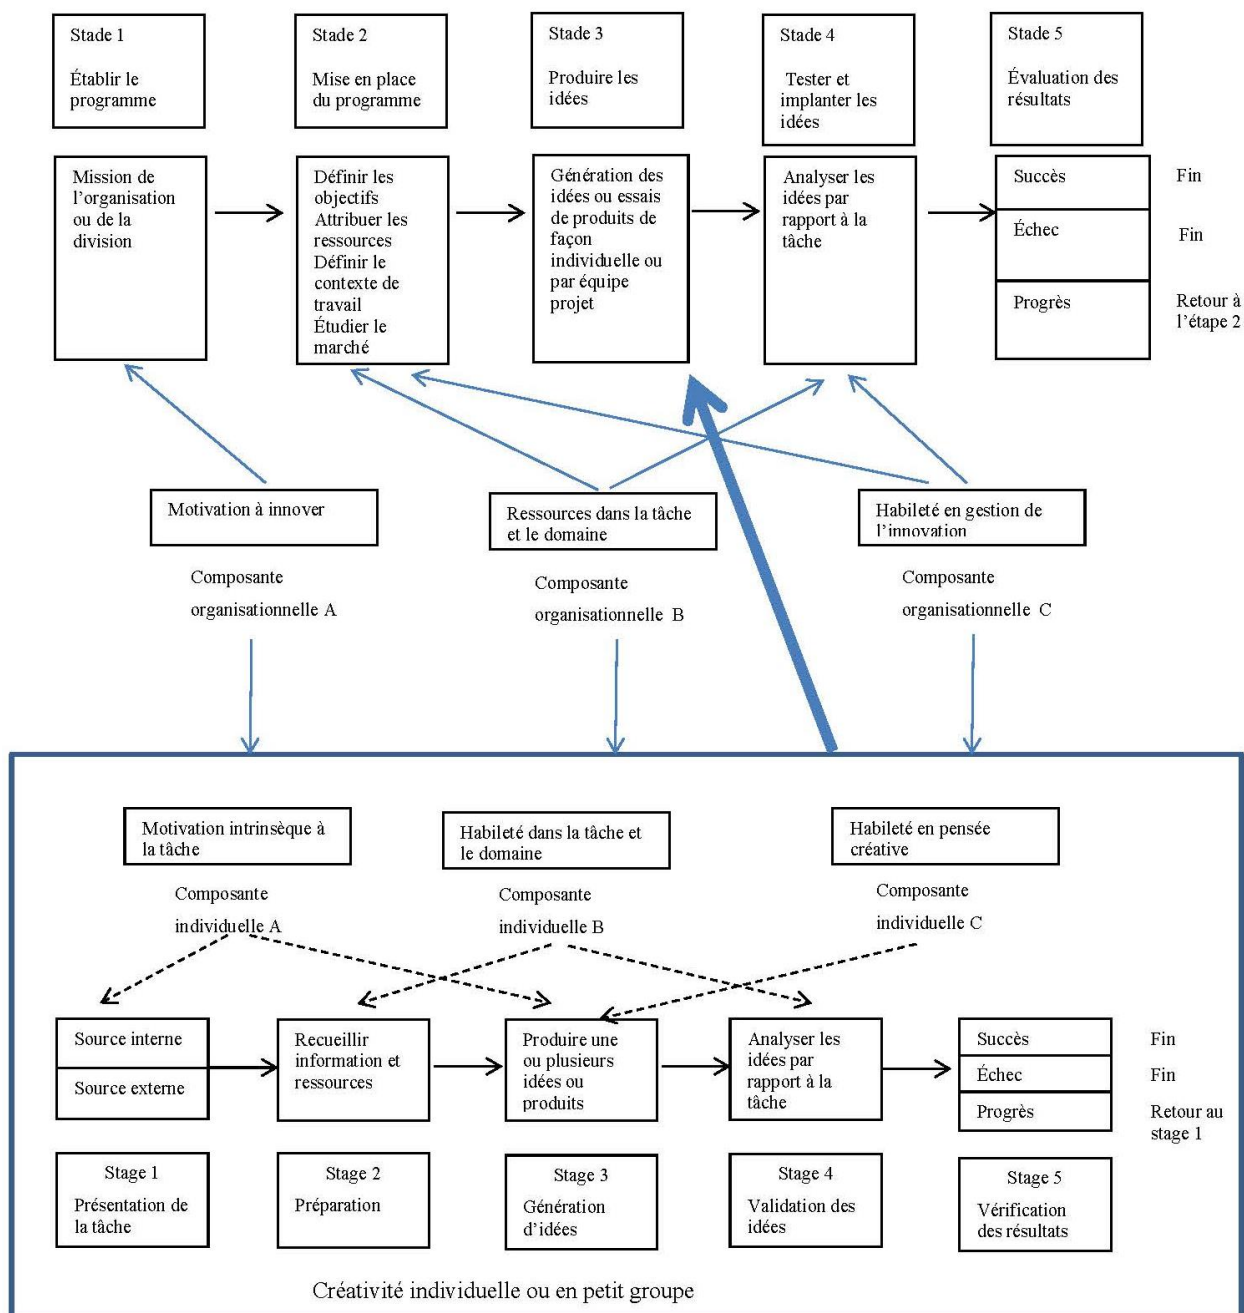 Stade 1
Établir le
programme
Stade 2
Mise en place
du programme
Stade 3
Produire les
idées
Stade 4
Tester et
implanter les
idées
Stade 5
Évaluation des
résultats
Mission de
l’organisation
ou de la
division
Définir les
objectifs
Attribuer les
ressources
Définir le
contexte de
travail
Étudier le
marché
Génération des
idées ou essais
de produits de
façon
individuelle ou
par équipe
projet
Analyser les
idées par
rapport à la
tâche
Succès
Fin
Échec
Fin
Progrès
Retour à
l’étape 2
Motivation à innover
Ressources dans la tâche
et le domaine
Habileté en gestion de
l’innovation
Composante
organisationnelle A
Composante
organisationnelle B
Composante
organisationnelle C
Motivation intrinsèque à
la tâche
Habileté dans la tâche et
le domaine
Habileté en pensée
créative
Composante
individuelle A
Composante
individuelle B
Composante
individuelle C
Source interne
Source externe
Recueillir
information et
ressources
Produire une
ou plusieurs
idées ou
produits
Analyser les
idées par
rapport à la
tâche
Succès
Fin
Échec
Fin
Progrès
Retour au
stage 1
Stage 1
Présentation de
la tâche
Stage 2
Préparation
Stage 3
Génération
d’idées
Stage 4
Validation des
idées
Stage 5
Vérification
des résultats
Créativité individuelle ou en petit groupe